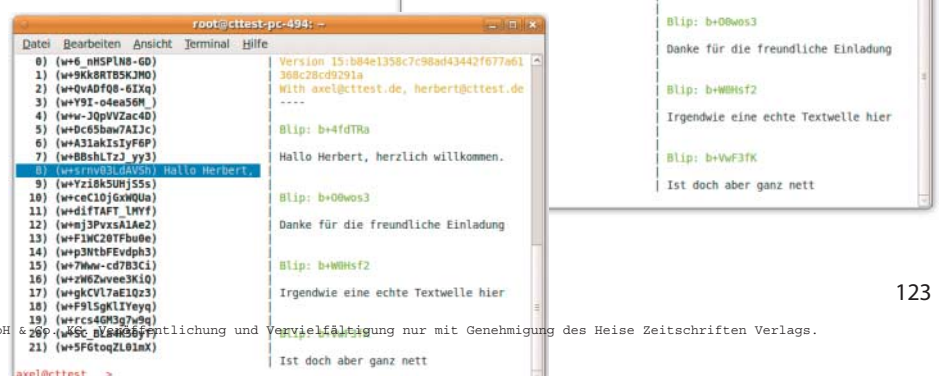 root@cttest-pc-494: ~
Datei Bearbeiten Ansicht Terminal Hilfe
0) (w+6_nHSPlN8-GD)
1) (w+9Kk8RTB5KJMO)
2) (w+QvADfQ8-6IXq)
3) (w+Y9I-o4ea56M_)
4) (w+w-JQpVVZac4D)
5) (w+Dc65baw7AIJc)
6) (w+A31akIsIyF6P)
7) (w+BBshLTzJ_yy3)
8) (w+srnv03LdAVSh) Hallo Herbert,
9) (w+Yzi8k5UHjS5s)
10) (w+ceC1OjGxWQUa)
11) (w+difTAFT_lMYf)
12) (w+mj3PvxsA1Ae2)
13) (w+F1WC20TFbu0e)
14) (w+p3NtbFEvdph3)
15) (w+7Www-cd7B3Ci)
16) (w+zW6Zwvee3KiQ)
17) (w+gkCVl7aE1Qz3)
18) (w+F9lSgKlIYeyq)
19) (w+rcs4GM3g7w9q)
21) (w+5FGtoqZL01mX)
axel@cttest
>
| Version 15:b84e1358c7c98ad43442f677a61
| 368c28cd9291a
| With axel@cttest.de, herbert@cttest.de
| ----
| Blip: b+4fdTRa
| Hallo Herbert, herzlich willkommen.
| Blip: b+O0wos3
| Danke für die freundliche Einladung
| Blip: b+W0Hsf2
| Irgendwie eine echte Textwelle hier
| Ist doch aber ganz nett
| Blip: b+O0wos3
| Danke für die freundliche Einladung
| Blip: b+W0Hsf2
| Irgendwie eine echte Textwelle hier
| Blip: b+VwF3fK
| Ist doch aber ganz nett
123
& Co. KG. Veröffentlichung und Vervielfältigung nur mit Genehmigung des Heise Zeitschriften Verlags.